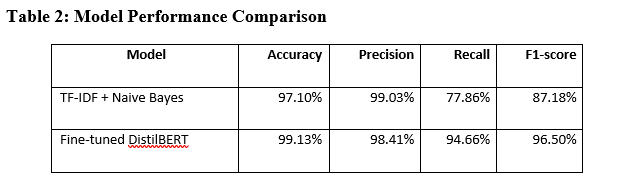 Table 2: Model Performance Comparison
Model Accuracy Precision Recall F1-score
TF-IDF + Naive Bayes 97.10% 99.03% 77.86% 87.18%
Fine-tuned DistilBERT 99.13% 98.41% 94.66% 96.50%